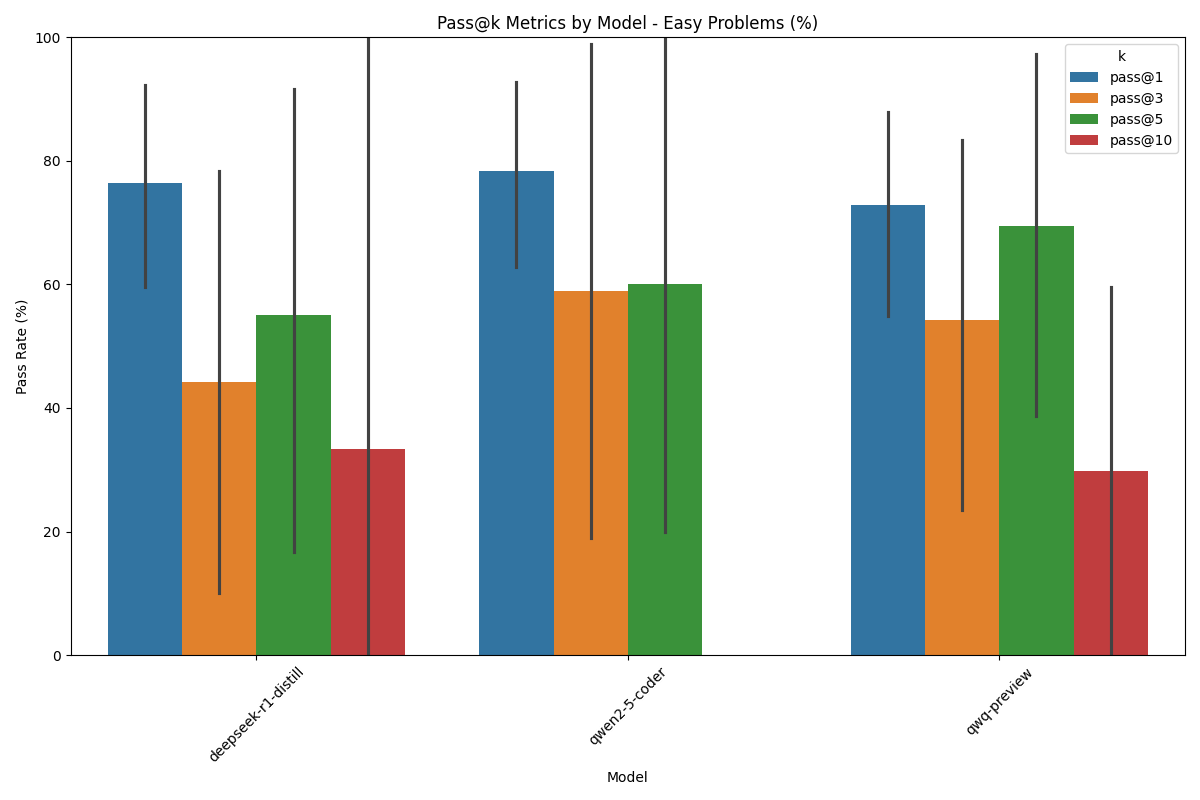 Pass@k Metrics by Model - Easy Problems (%)
k
pass@1
pass@3
pass@5
pass@10
Pass Rate (%)
100
80
60
40
20
0
deepseek-r1-distill
qwen2-5-coder
qwq-preview
Model